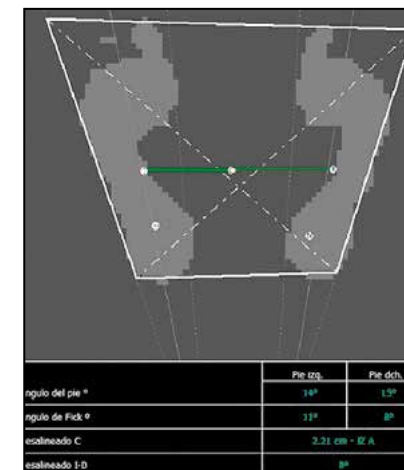 Pie izq. Pie dch.
ngulo del pie º 14º 15º
ngulo de Fick º 11º 8º
esalineado C 2.21 cm - IZ A
esalineado I-D 8º